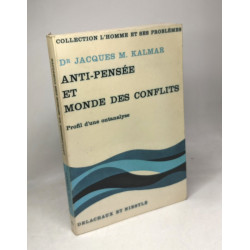 COLLECTION L'HOMME ET SES PROBLÈMES
Dr JACQUES M. KALMAR
ANTI-PENSÉE
ET
MONDE DES CONFLITS
Profil d'une catanalyse
DELACHAUX ET NIESTLÉ